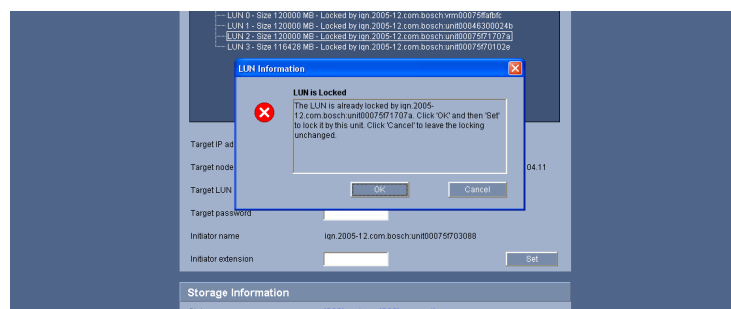 LUN 0 - Size 120000 MB - Locked by iqn.2005-12.com.bosch:vrm00075ffafbfc
LUN 1 - Size 120000 MB - Locked by iqn.2005-12.com.bosch:unit00046300024b
LUN 2 - Size 120000 MB - Locked by iqn.2005-12.com.bosch:unit00075f71707a
LUN 3 - Size 116428 MB - Locked by iqn.2005-12.com.bosch:unit00075f70102e
LUN Information
LUN is Locked
The LUN is already locked by iqn.2005-
12.com.bosch:unit00075f71707a. Click 'OK' and then 'Set'
to lock it by this unit. Click 'Cancel' to leave the locking
unchanged.
OK
Cancel
Target IP ad
Target node
04.11
Target LUN
Target password
Initiator name
iqn.2005-12.com.bosch:unit00075f703088
Initiator extension
Set
Storage Information